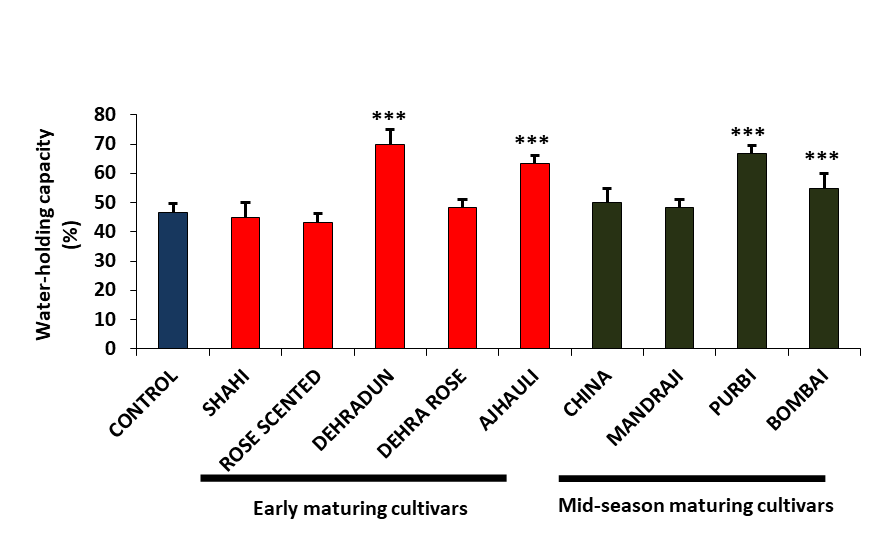 Water-holding capacity
(%)
80
70
60
50
40
30
20
10
0
***
***
***
***
CONTROL
SHAHI
ROSE SCENTED
DEHRADUN
DEHRA ROSE
AJHAULI
CHINA
MANDRAJI
PURBI
BOMBAI
Early maturing cultivars
Mid-season maturing cultivars